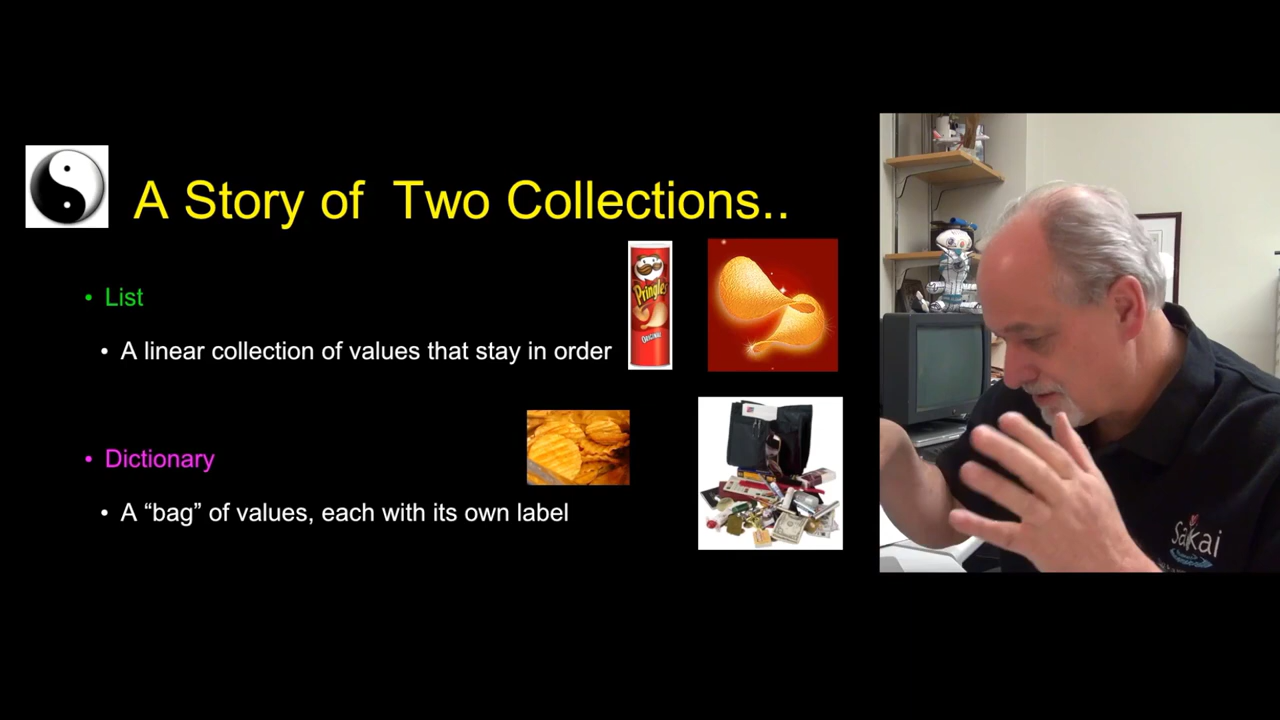 A Story of Two Collections..
Pringles
ORIGINAL
• List
• A linear collection of values that stay in order
• Dictionary
• A “bag” of values, each with its own label
Sakai